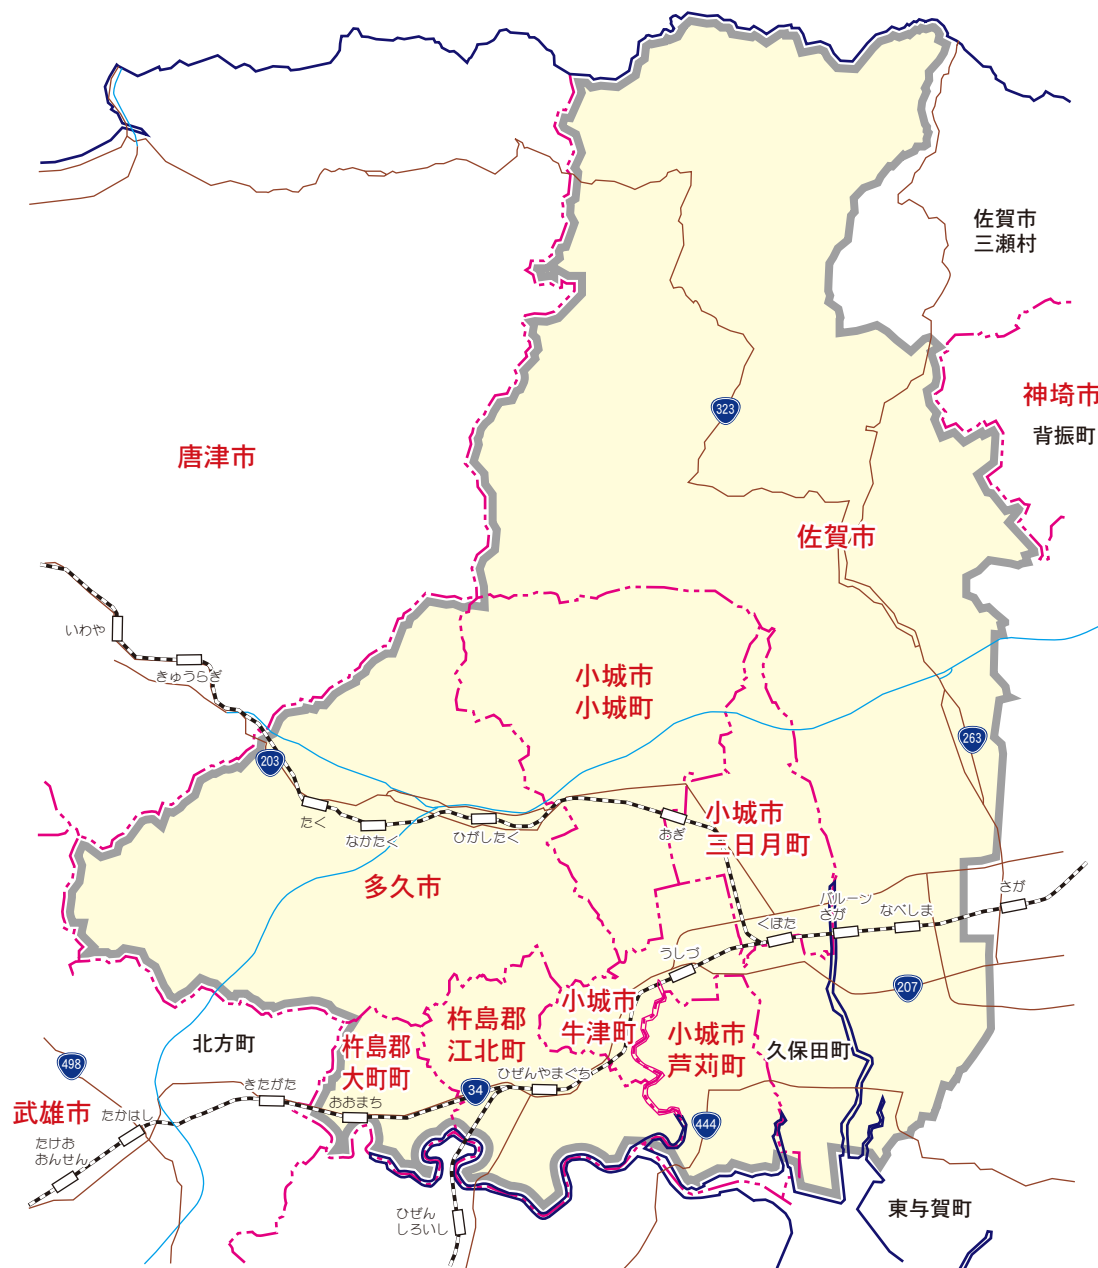 佐賀市
三瀬村
神埼市
背振町
323
唐津市
佐賀市
いわや
きゅうらぎ
小城市
小城町
263
203
たく
なかたく
ひがしたく
おぎ
小城市
三日月町
多久市
さが
バルーン
さが
なべしま
くぼた
うしづ
207
小城市
牛津町
杵島郡
江北町
小城市
芦苅町
久保田町
北方町
杵島郡
大町町
498
武雄市
きたがた
たかはし
おおまち
34
ひぜんやまぐち
444
たけお
おんせん
ひぜん
しろいし
東与賀町